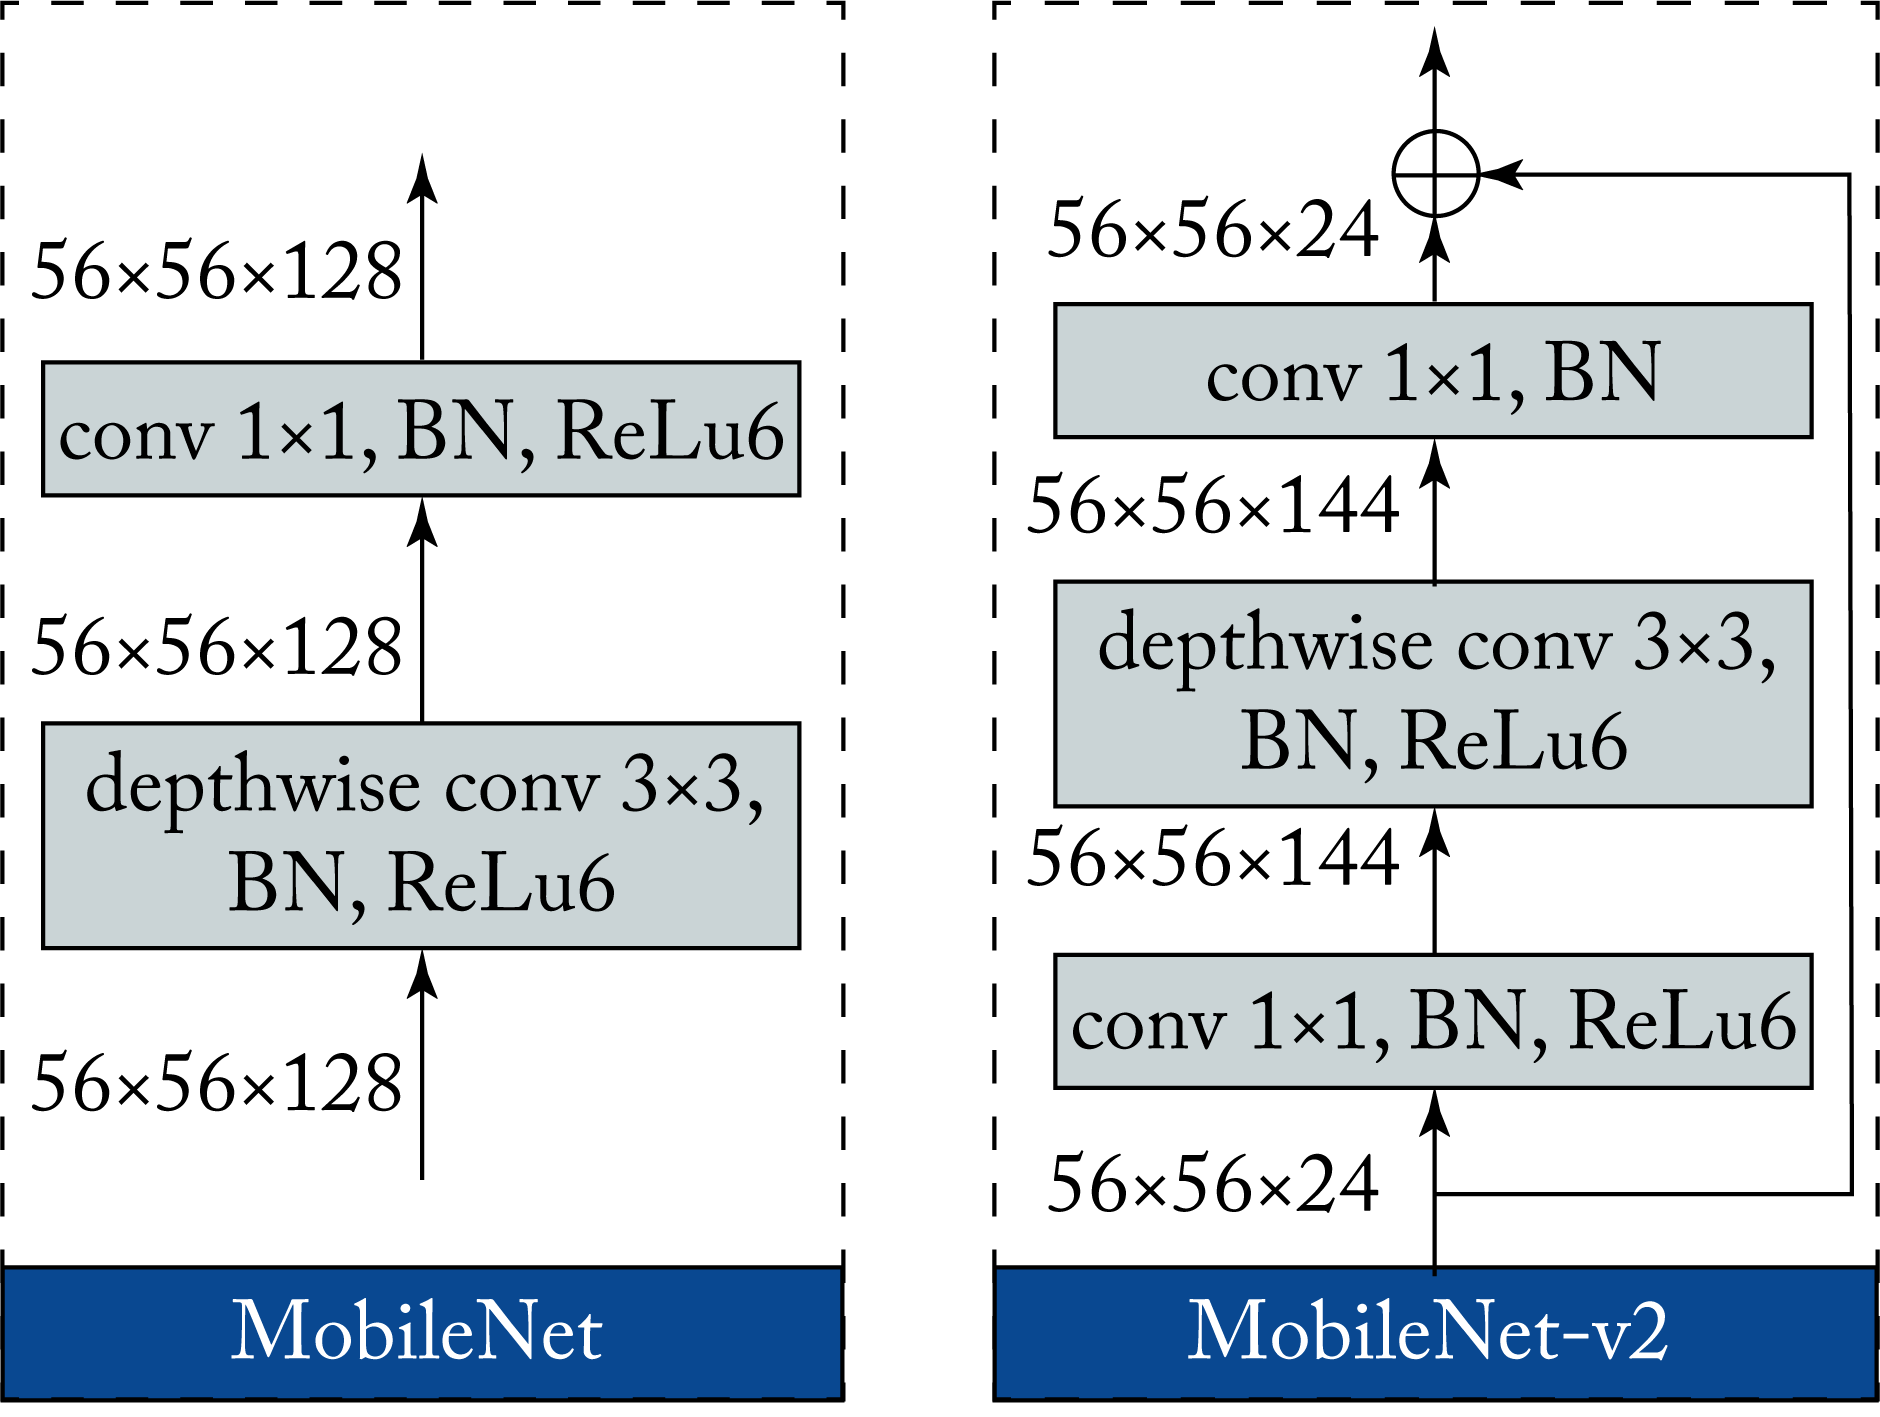 56×56×128
conv 1×1, BN, ReLu6
56×56×128
depthwise conv 3×3,
BN, ReLu6
56×56×128
MobileNet
56×56×24
conv 1×1, BN
56×56×144
depthwise conv 3×3,
BN, ReLu6
56×56×144
conv 1×1, BN, ReLu6
56×56×24
MobileNet-v2